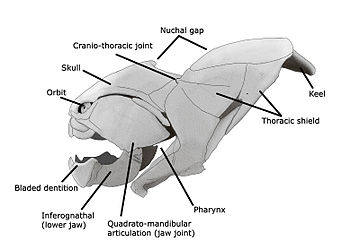 Nuchal gap
Cranio-thoracic joint
Skull
Orbit
Keel
Thoracic shield
Bladed dentition
Pharynx
Inferognathal
(lower jaw)
Quadrato-mandibular
articulation (jaw joint)